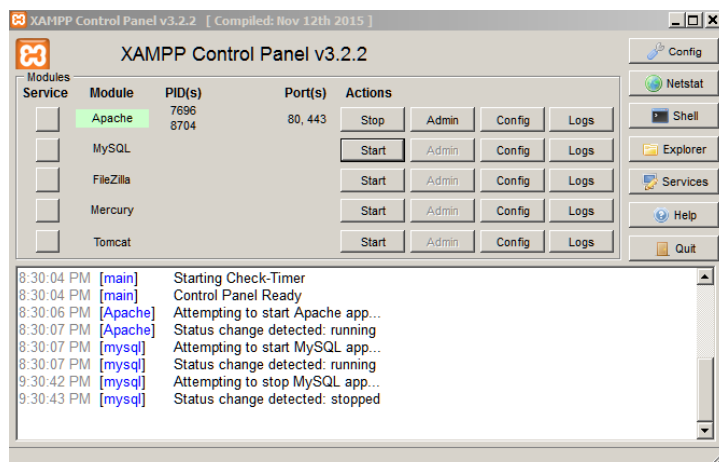 XAMPP Control Panel v3.2.2 [ Compiled: Nov 12th 2015 ]
XAMPP Control Panel v3.2.2
Config
Modules
Service Module PID(s) Port(s) Actions
Netstat
Apache 7696 8704 80, 443 Stop Admin Config Logs
Shell
MySQL Start Admin Config Logs
Explorer
FileZilla Start Admin Config Logs
Services
Mercury Start Admin Config Logs
Help
Tomcat Start Admin Config Logs
Quit
8:30:04 PM [main] Starting Check-Timer
8:30:04 PM [main] Control Panel Ready
8:30:06 PM [Apache] Attempting to start Apache app...
8:30:07 PM [Apache] Status change detected: running
8:30:07 PM [mysql] Attempting to start MySQL app...
8:30:07 PM [mysql] Status change detected: running
9:30:42 PM [mysql] Attempting to stop MySQL app...
9:30:43 PM [mysql] Status change detected: stopped